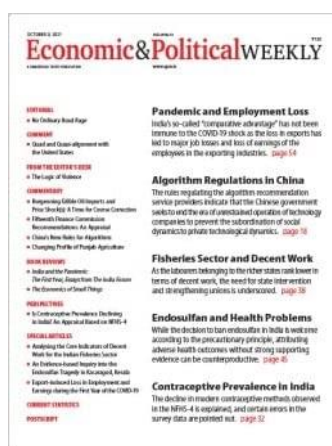 OCTOBER 9, 2021
Economic&PoliticalWEEKLY
EDITORIAL
No Ordinary Road Rage
COMMENT
Quad and Quasi-alignment with
the United States
FROM THE EDITOR'S DESK
The Logic of Violence
COMMENTARY
Burgeoning Edible Oil Imports and
Price Shock(s): A Time for Course Correction
Fifteenth Finance Commission
Recommendations: An Appraisal
China's New Rules for Algorithms
Changing Profile of Punjab Agriculture
BOOK REVIEWS
India and the Pandemic:
The First Year, Essays from The India Forum
The Economics of Small Things
PERSPECTIVES
Is Contraceptive Prevalence Declining
in India? An Appraisal Based on NFHS-4
SPECIAL ARTICLES
Analysing the Core Indicators of Decent
Work for the Indian Fisheries Sector
An Evidence-based Inquiry into the
Endosulfan Tragedy in Kasaragod, Kerala
Export-induced Loss in Employment and
Earnings during the First Year of the COVID-19
CURRENT STATISTICS
POSTSCRIPT
Pandemic and Employment Loss
India's so-called "comparative advantage" has not been
immune to the COVID-19 shock as the loss in exports has
led to major job losses and loss of earnings of the
employees in the exporting industries. page 54
Algorithm Regulations in China
The rules regulating the algorithm recommendation
service providers indicate that the Chinese government
seeks to end the era of unrestrained operation of technology
companies to prevent the subordination of social
dynamics to private technological dynamics. page 18
Fisheries Sector and Decent Work
As the labourers belonging to the richer states rank lower in
terms of decent work, the need for state intervention
and strengthening unions is underscored. page 38
Endosulfan and Health Problems
While the decision to ban endosulfan in India is welcome
according to the precautionary principle, attributing
adverse health outcomes without strong supporting
evidence can be counterproductive. page 45
Contraceptive Prevalence in India
The decline in modern contraceptive methods observed
in the NFHS-4 is explained, and certain errors in the
survey data are pointed out. page 32